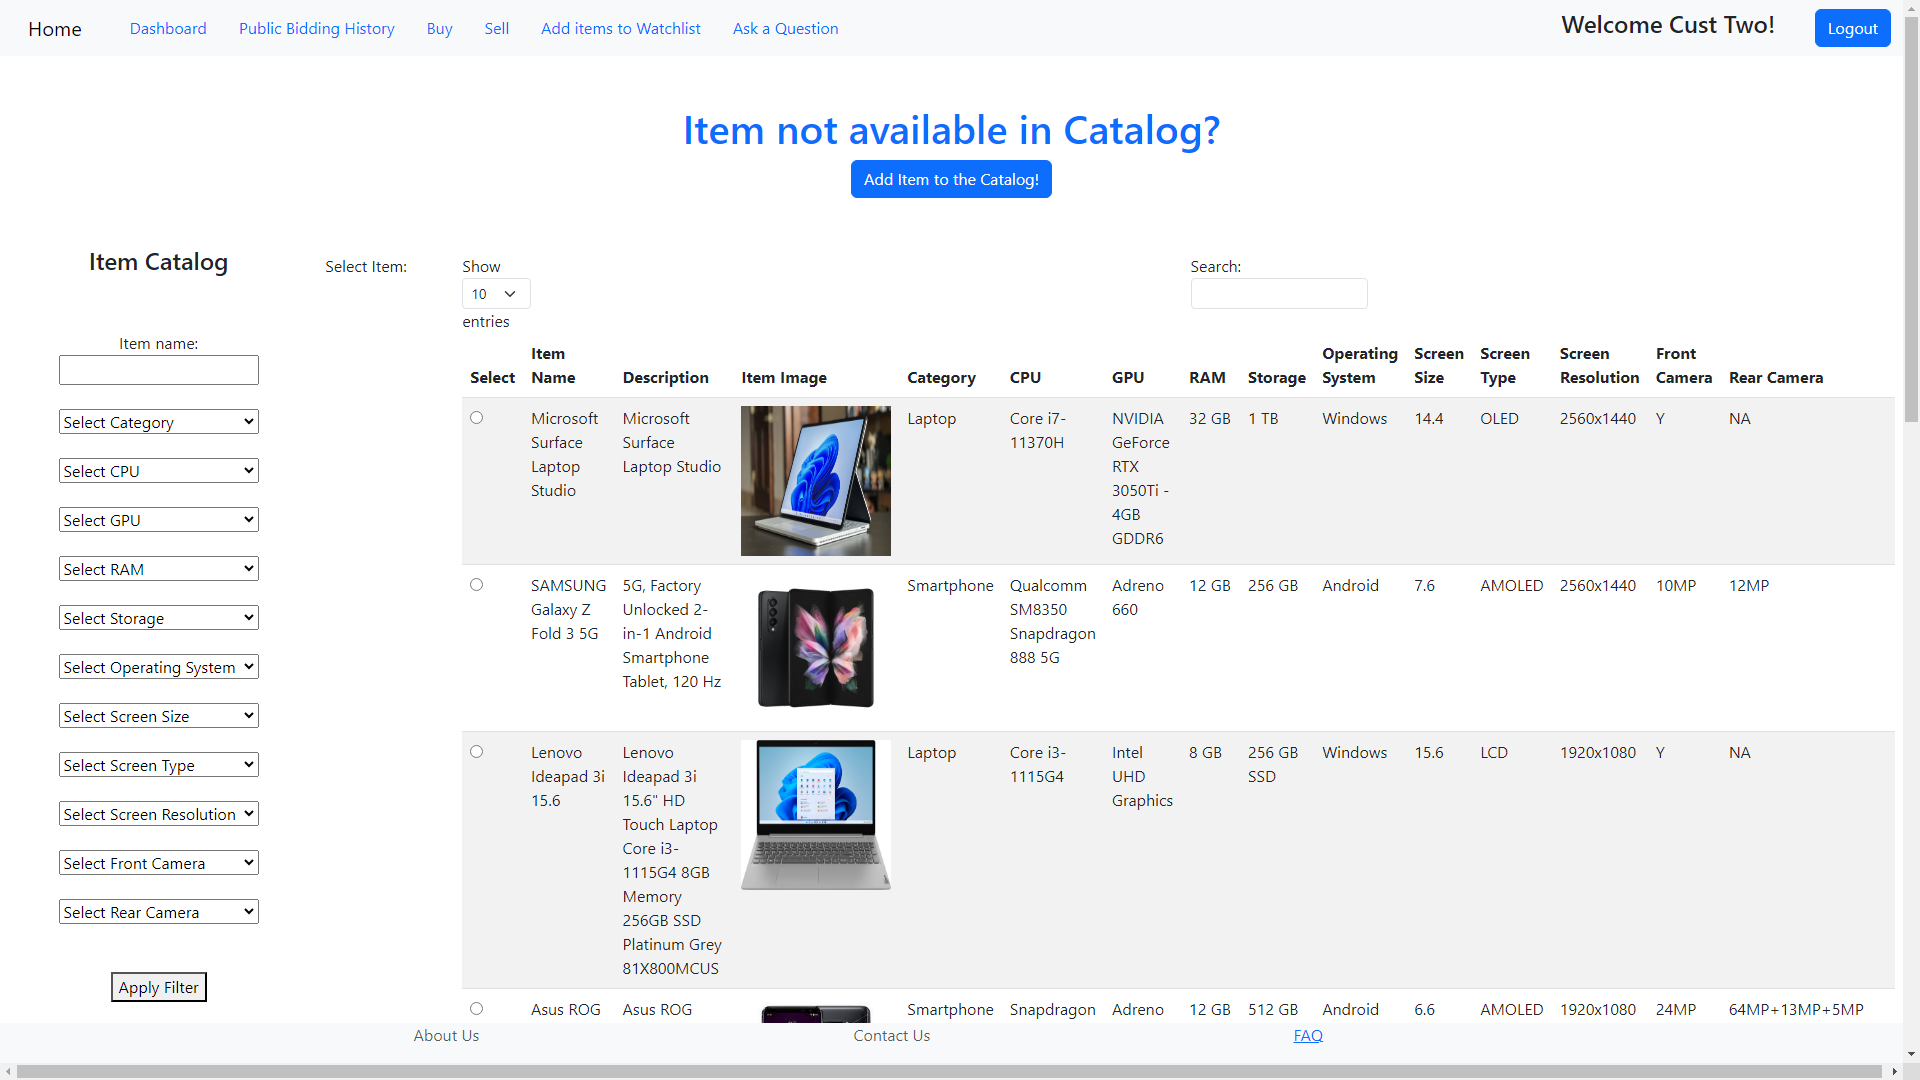 Home Dashboard Public Bidding History Buy Sell Add items to Watchlist Ask a Question Welcome Cust Two! Logout
Item not available in Catalog?
Add Item to the Catalog!
Item Catalog
Item name:
Select Category
Select CPU
Select GPU
Select RAM
Select Storage
Select Operating System
Select Screen Size
Select Screen Type
Select Screen Resolution
Select Front Camera
Select Rear Camera
Apply Filter
Select Item:
Show
10
entries
Search:
Select Item Name Description Item Image Category CPU GPU RAM Storage Operating System Screen Size Screen Type Screen Resolution Front Camera Rear Camera
Microsoft Surface Laptop Studio Microsoft Surface Laptop Studio Laptop Core i7-11370H NVIDIA GeForce RTX 3050Ti - 4GB GDDR6 32 GB 1 TB Windows 14.4 OLED 2560x1440 Y NA
SAMSUNG Galaxy Z Fold 3 5G 5G, Factory Unlocked 2-in-1 Android Smartphone Tablet, 120 Hz Smartphone Qualcomm SM8350 Snapdragon 888 5G Adreno 660 12 GB 256 GB Android 7.6 AMOLED 2560x1440 10MP 12MP
Lenovo Ideapad 3i 15.6 Lenovo Ideapad 3i 15.6" HD Touch Laptop Core i3-1115G4 8GB Memory 256GB SSD Platinum Grey 81X800MCUS Laptop Core i3-1115G4 Intel UHD Graphics 8 GB 256 GB SSD Windows 15.6 LCD 1920x1080 Y NA
Asus ROG Asus ROG Smartphone Snapdragon Adreno 12 GB 512 GB Android 6.6 AMOLED 1920x1080 24MP 64MP+13MP+5MP
About Us Contact Us FAQ